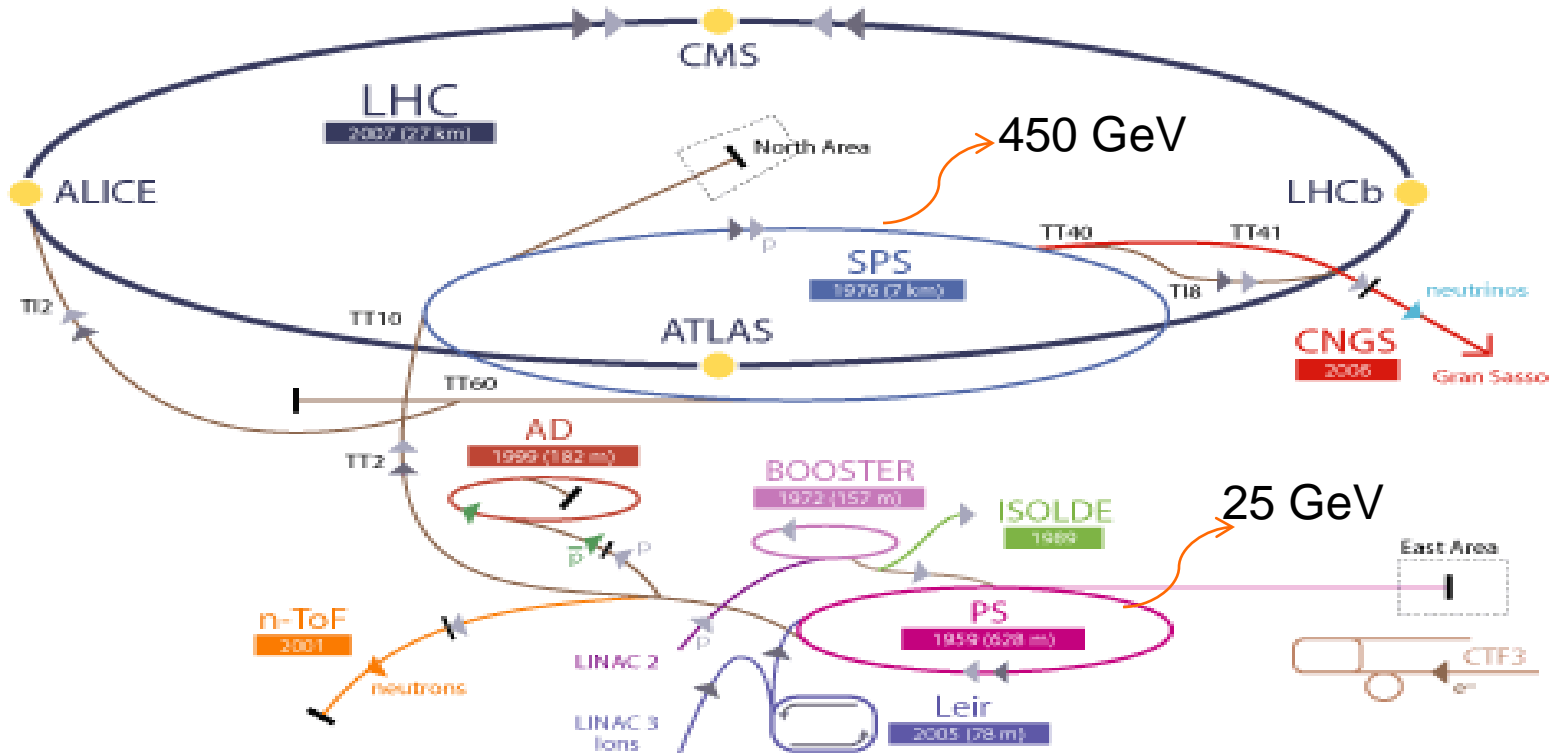 CMS
LHC
2007 (27 km)
North Area
450 GeV
ALICE
LHCb
TT40
TT41
p
SPS
1976 (7 km)
TI8
neutrinos
TI2
TT10
ATLAS
CNGS
2006
Gran Sasso
TT60
AD
1999 (182 m)
TT2
BOOSTER
1972 (157 m)
ISOLDE
1989
25 GeV
East Area
p̅
p
n-ToF
2001
PS
1959 (628 m)
p
LINAC 2
CTF3
e⁻
neutrons
LINAC 3
Ions
Leir
2005 (78 m)